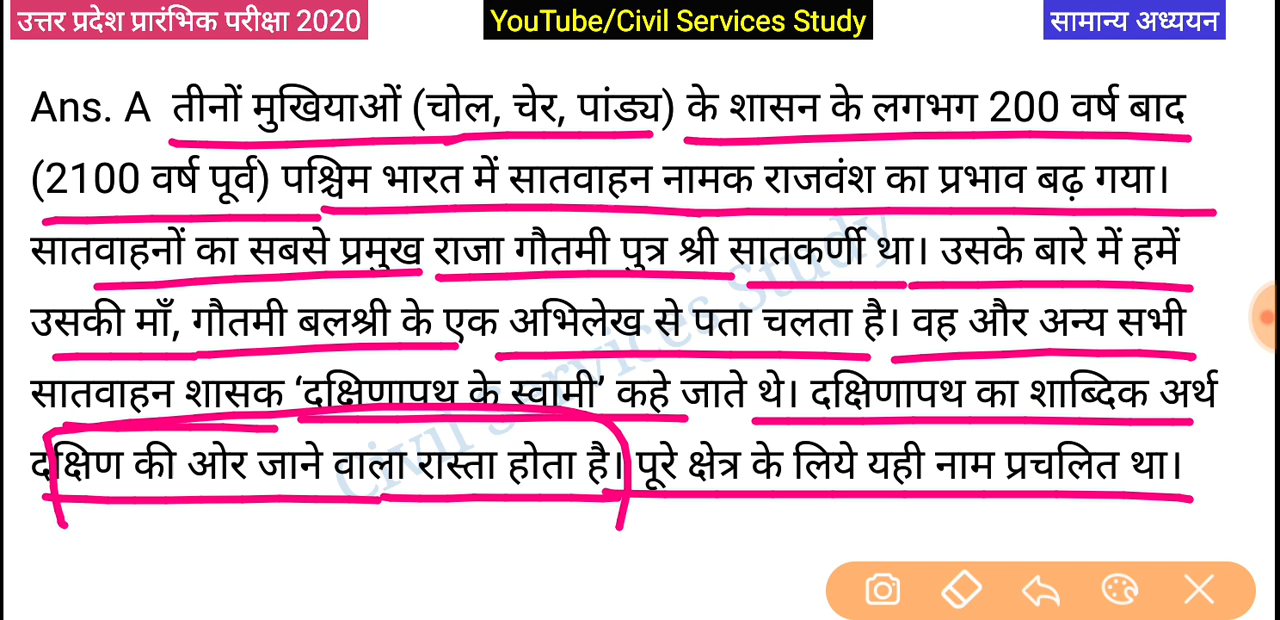 उत्तर प्रदेश प्रारंभिक परीक्षा 2020
YouTube/Civil Services Study
सामान्य अध्ययन
Ans. A तीनों मुखियाओं (चोल, चेर, पांड्य) के शासन के लगभग 200 वर्ष बाद
(2100 वर्ष पूर्व) पश्चिम भारत में सातवाहन नामक राजवंश का प्रभाव बढ़ गया।
सातवाहनों का सबसे प्रमुख राजा गौतमी पुत्र श्री सातकर्णी था। उसके बारे में हमें
उसकी माँ, गौतमी बलश्री के एक अभिलेख से पता चलता है। वह और अन्य सभी
सातवाहन शासक ‘दक्षिणापथ के स्वामी’ कहे जाते थे। दक्षिणापथ का शाब्दिक अर्थ
दक्षिण की ओर जाने वाला रास्ता होता है। पूरे क्षेत्र के लिये यही नाम प्रचलित था।
Civil Services Study